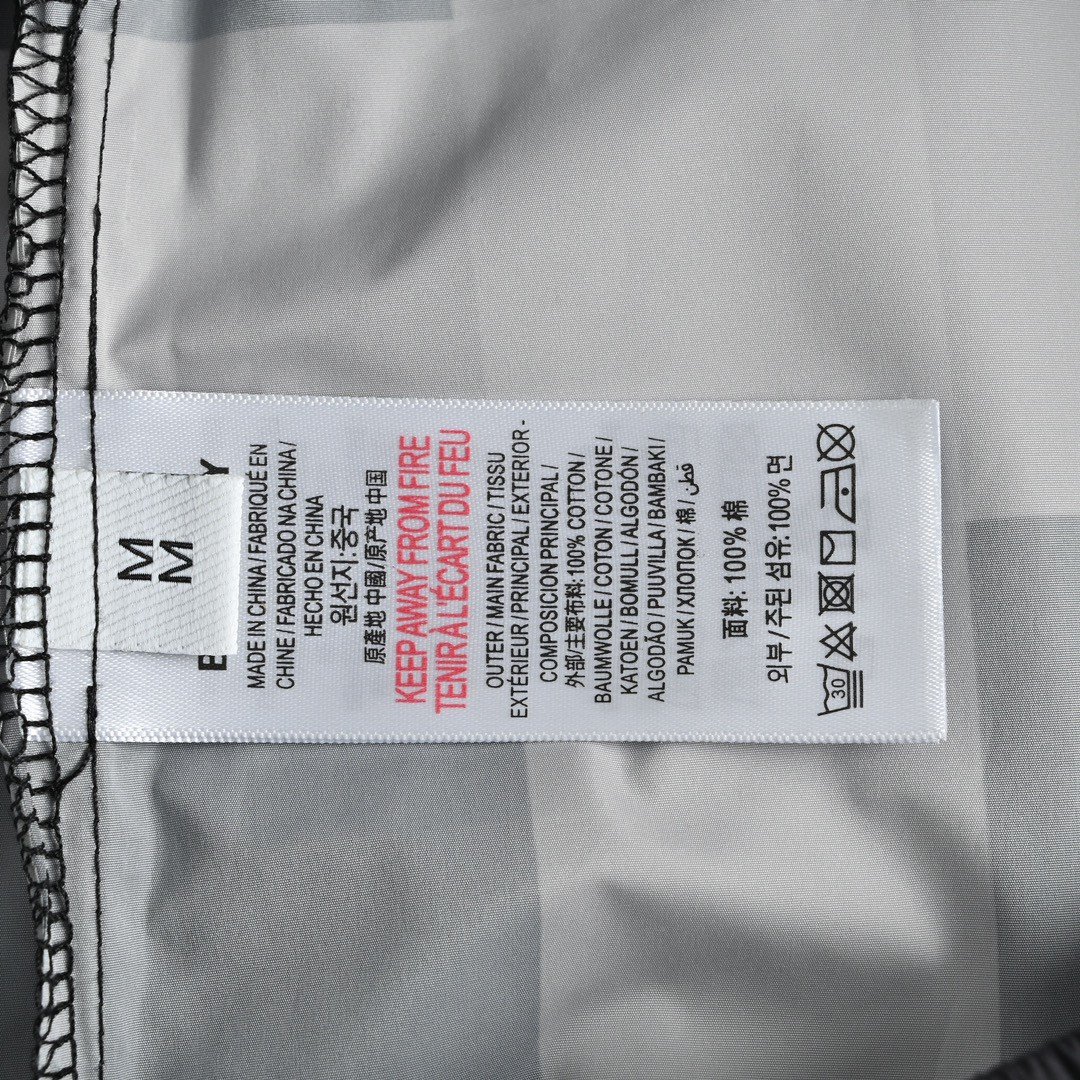 M
M
MADE IN CHINA / FABRIQUÉ EN
CHINE / FABRICADO NA CHINA /
HECHO EN CHINA
원선지:중국
原產地 中國/原产地 中国
KEEP AWAY FROM FIRE
TENIR À L'ÉCART DU FEU
OUTER / MAIN FABRIC / TISSU
EXTÉRIEUR / PRINCIPAL / EXTERIOR -
COMPOSICION PRINCIPAL /
外部/主要布料: 100% COTTON /
BAUMWOLLE / COTON / COTONE /
KATOEN / BOMULL / ALGODÓN /
ALGODÃO / PUUVILLA / BAMBAKI /
PAMUK / ХЛОПОК / 棉 / قطن
面料: 100% 棉
외부 / 주된 섬유:100% 면
30